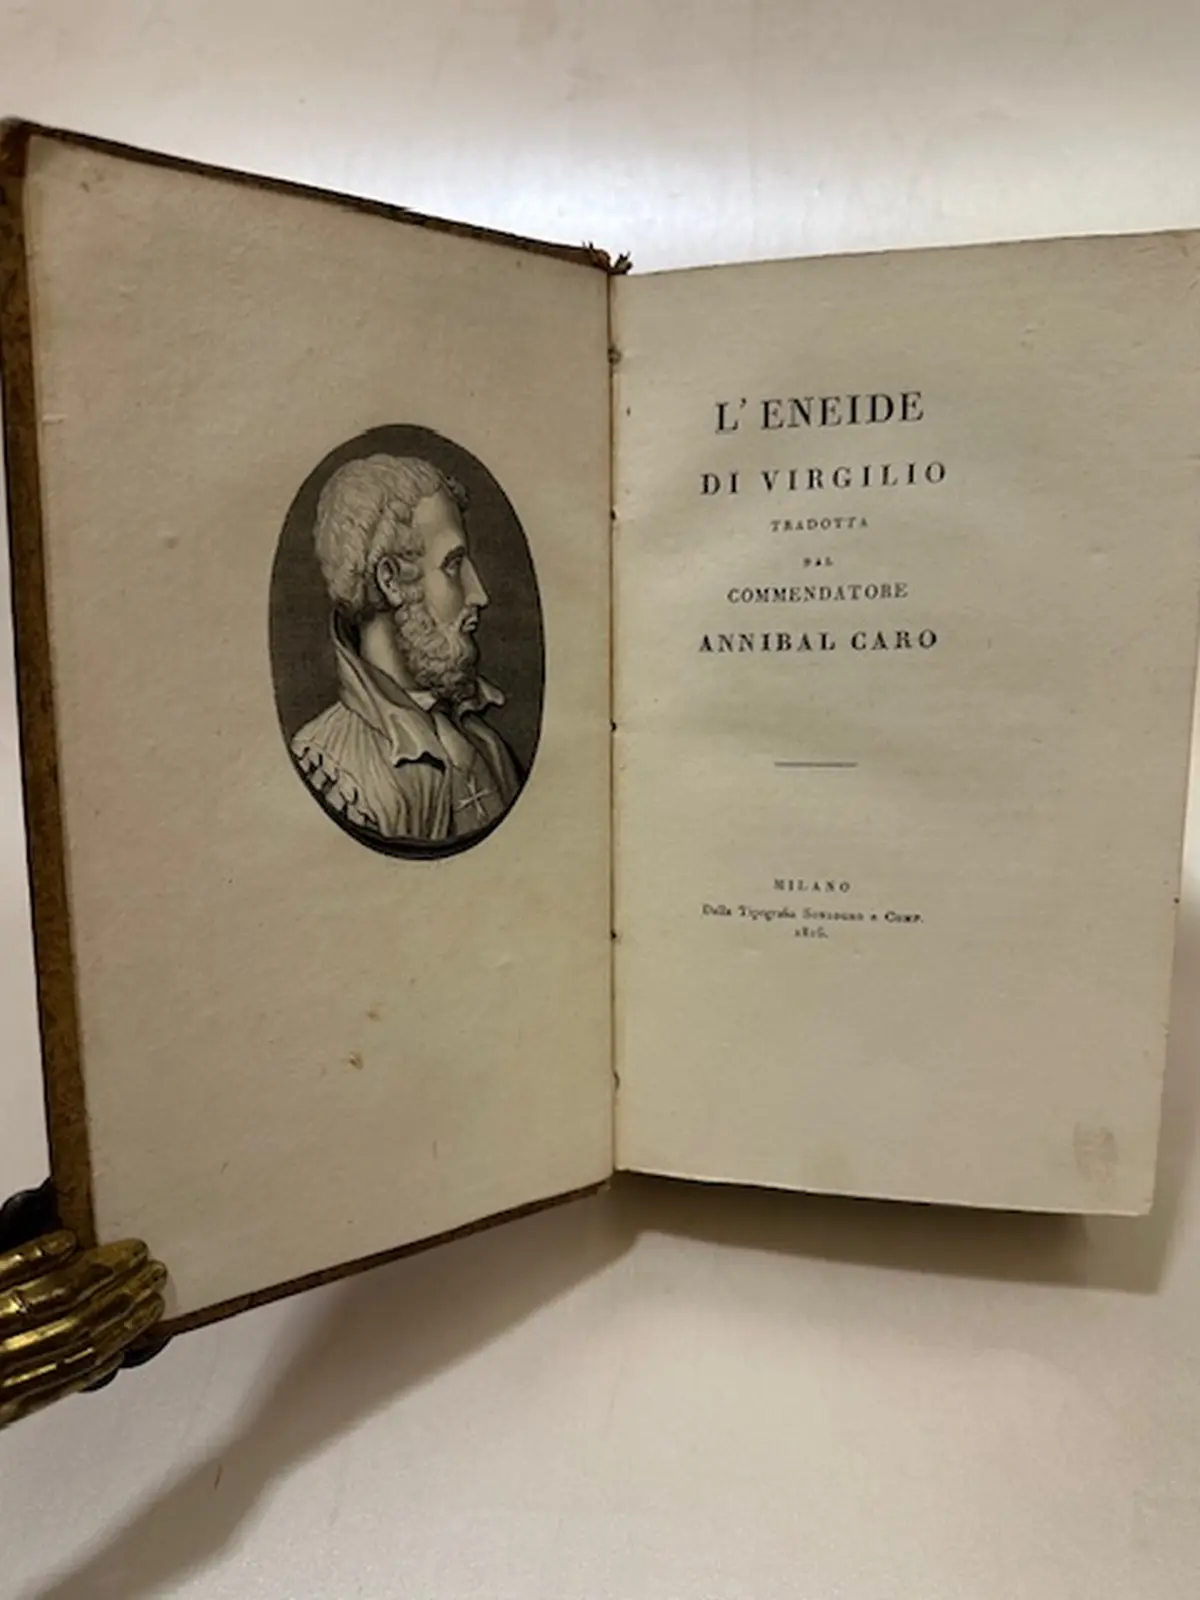 L' ENEIDE
DI VIRGILIO
TRADOTTA
DAL
COMMENDATORE
ANNIBAL CARO
MILANO
Dalla Tipografia SONZOGNO E COMP.